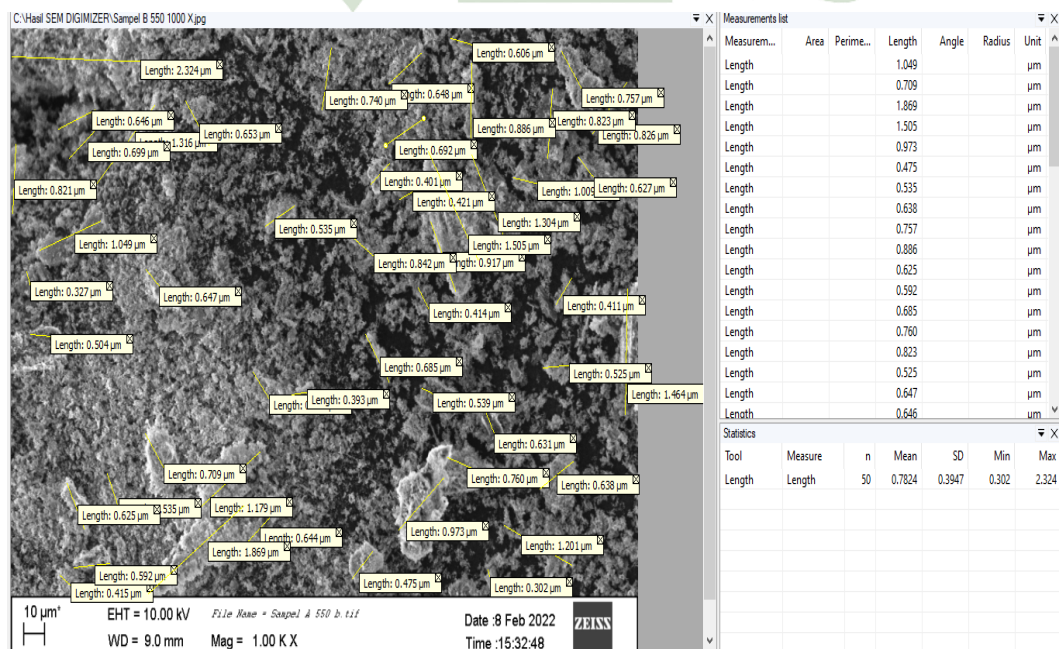 C:\Hasil SEM DIGIMIZER\Sampel B 550 1000 X.jpg
Length: 0.606 µm
Length: 2.324 µm
Length: 0.740 µm
ngth: 0.648 µm
Length: 0.757 µm
Length: 0.646 µm
Length: 0.653 µm
1.316 µm
Length: 0.699 µm
Length: 0.886 µm
Length: 0.823 µm
0.826 µm
Length: 0.692 µm
Length: 0.821 µm
Length: 0.401 µm
Length: 0.421 µm
Length: 1.009
Length: 0.627 µm
Length: 1.304 µm
Length: 0.535 µm
Length: 1.049 µm
Length: 1.505 µm
Length: 0.842 µm
ngth: 0.917 µm
Length: 0.327 µm
Length: 0.647 µm
Length: 0.414 µm
Length: 0.411 µm
Length: 0.504 µm
Length: 0.685 µm
Length: 0.525 µm
Length: 1.464 µm
Length:
Length: 0.393 µm
Length: 0.539 µm
Length: 0.631 µm
Length: 0.709 µm
Length: 0.760 µm
Length: 0.638 µm
Length: 0.625 µm
0.535 µm
Length: 1.179 µm
Length: 0.973 µm
Length: 0.644 µm
Length: 1.869 µm
Length: 1.201 µm
Length: 0.592 µm
Length: 0.415 µm
Length: 0.475 µm
Length: 0.302 µm
10 µm*
EHT = 10.00 kV
File Name = Sampel A 550 b.tif
Date :8 Feb 2022
ZEISS
WD = 9.0 mm
Mag = 1.00 K X
Time :15:32:48
Measurements list
Measurem... Area Perime... Length Angle Radius Unit
Length 1.049 µm
Length 0.709 µm
Length 1.869 µm
Length 1.505 µm
Length 0.973 µm
Length 0.475 µm
Length 0.535 µm
Length 0.638 µm
Length 0.757 µm
Length 0.886 µm
Length 0.625 µm
Length 0.592 µm
Length 0.685 µm
Length 0.760 µm
Length 0.823 µm
Length 0.525 µm
Length 0.647 µm
Length 0.646 µm
Statistics
Tool Measure n Mean SD Min Max
Length Length 50 0.7824 0.3947 0.302 2.324